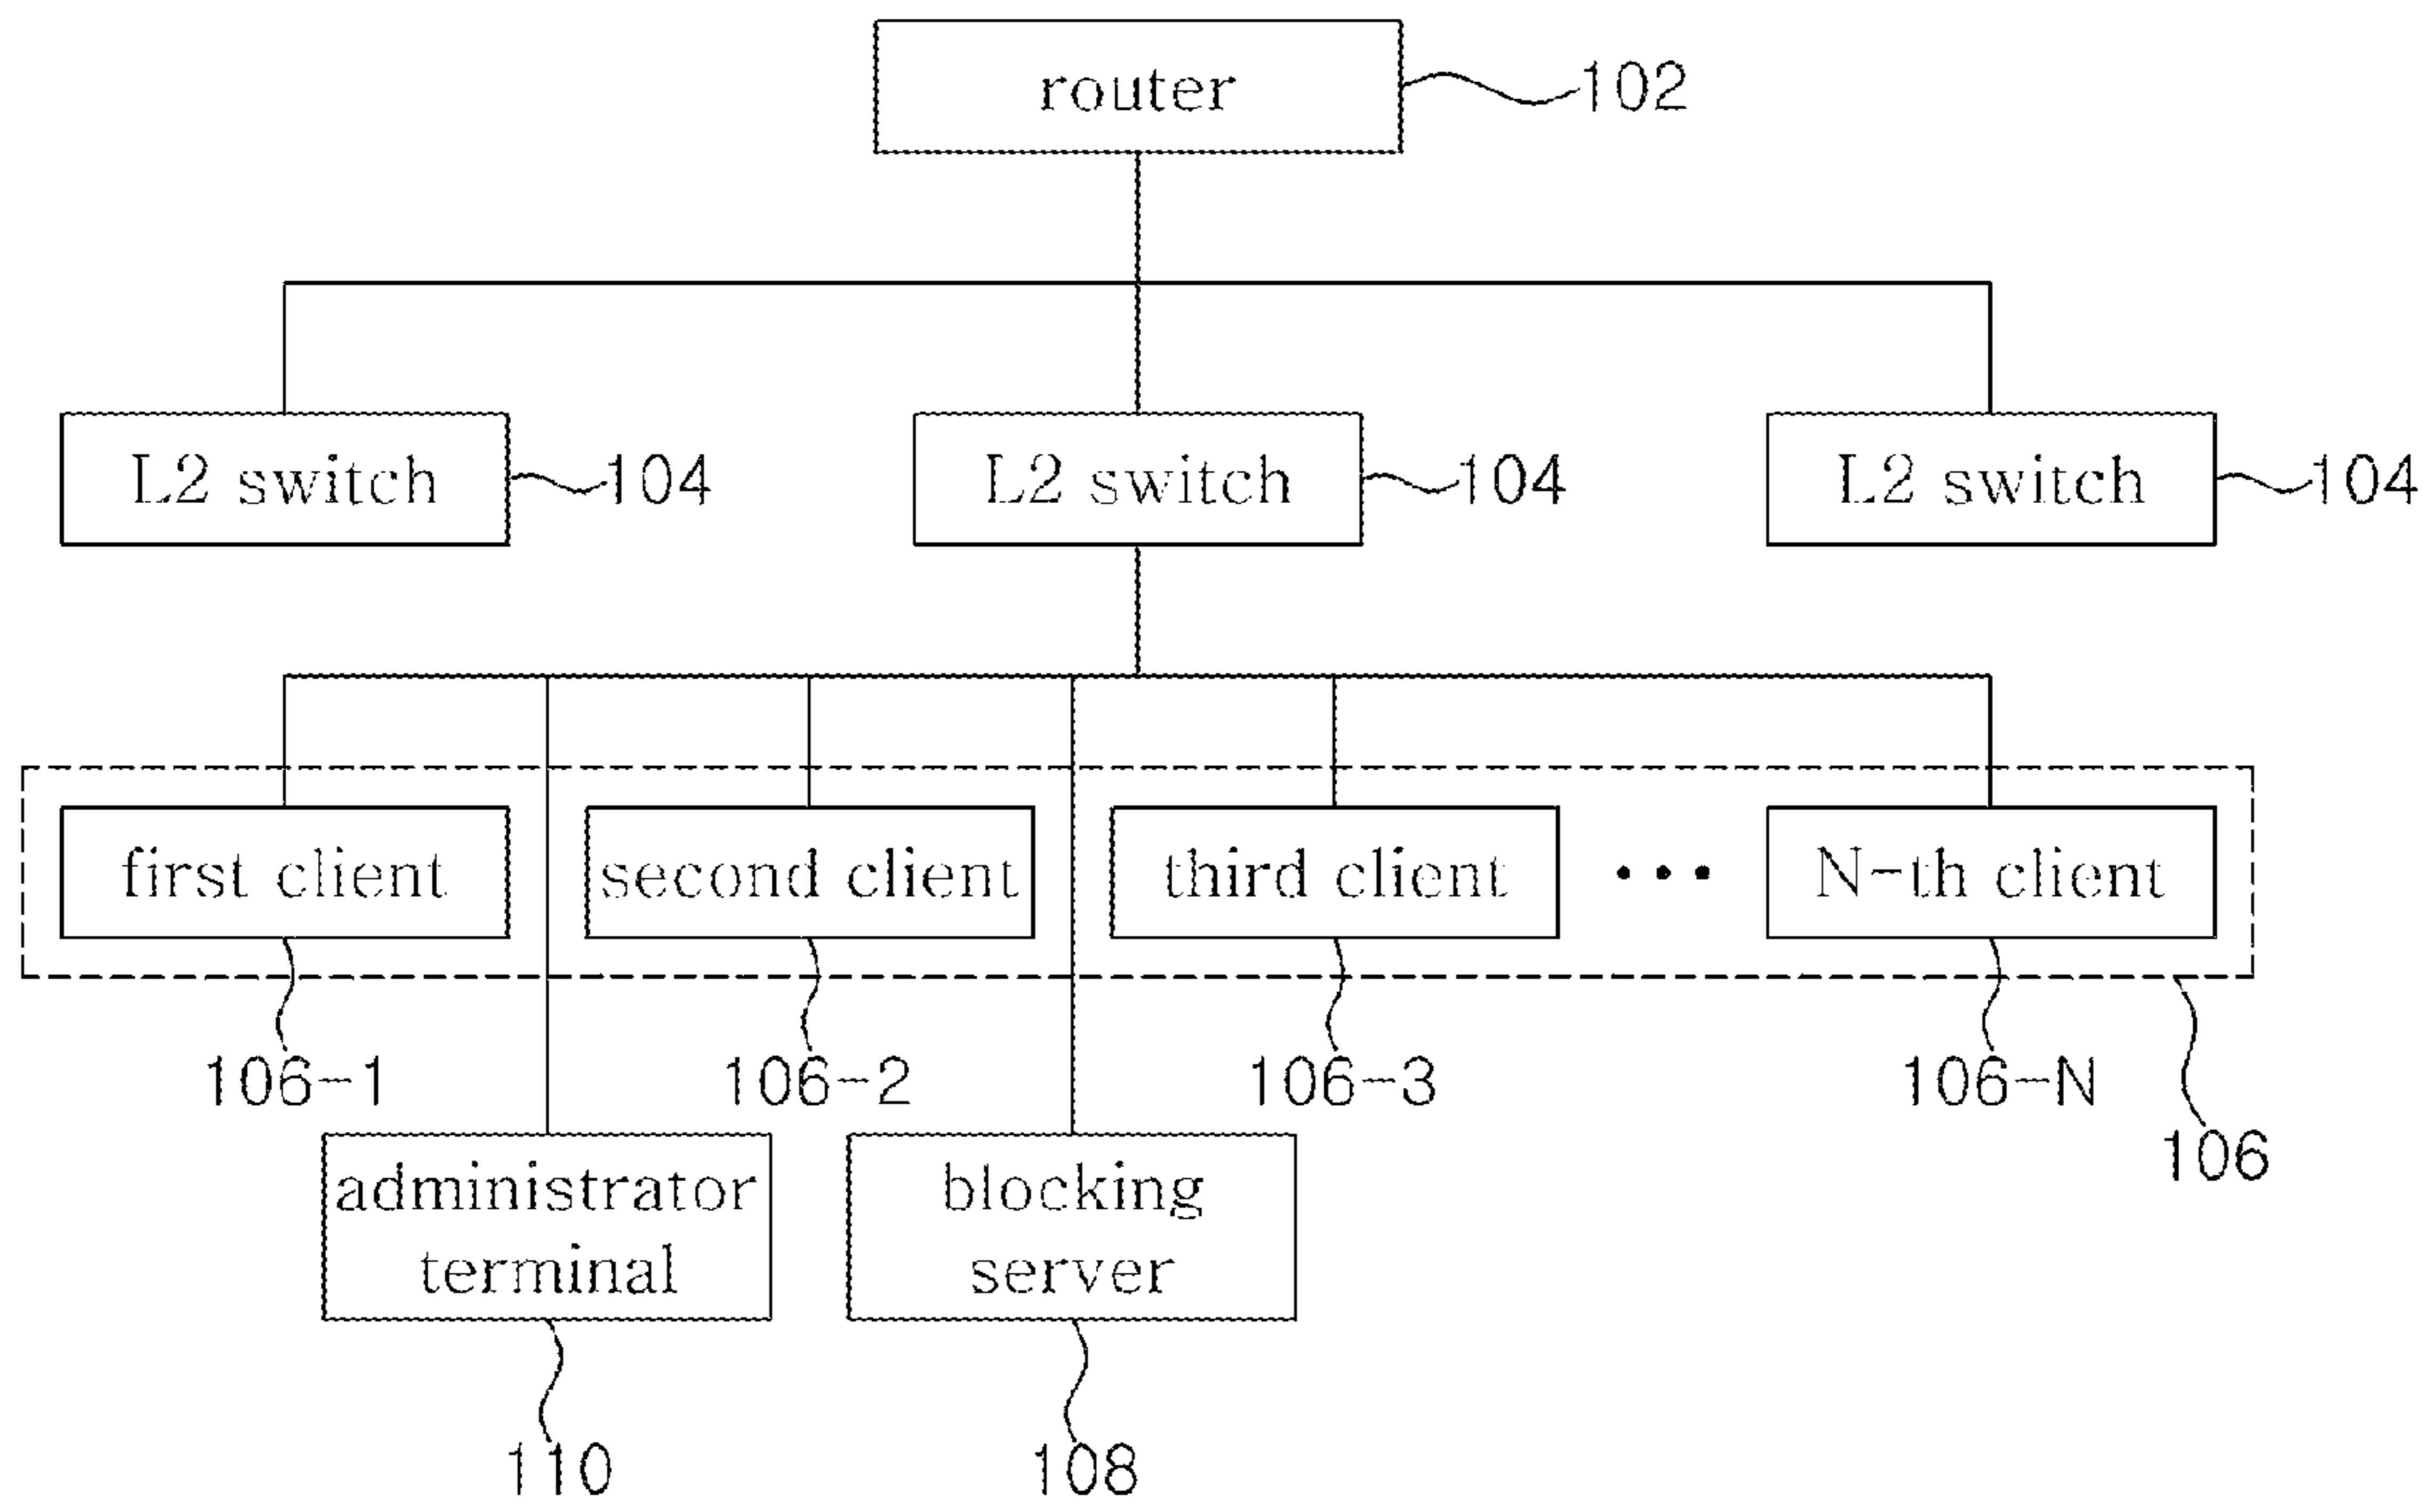 router
102
L2 switch
104
L2 switch
104
L2 switch
104
first client
second client
third client
•••
N-th client
106-1
106-2
106-3
106-N
106
administrator
terminal
blocking
server
110
108